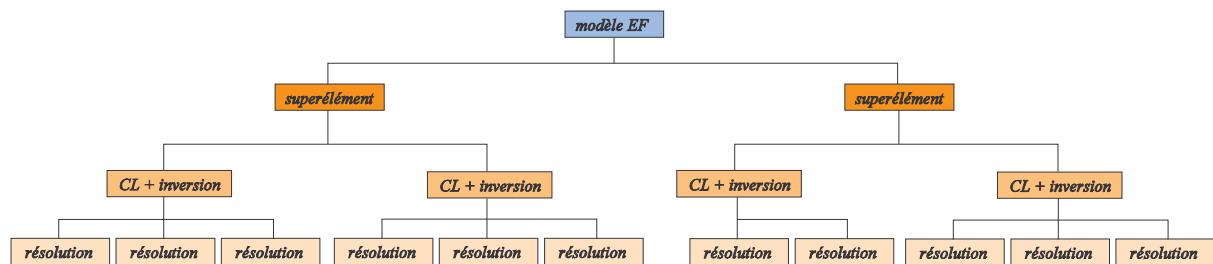 modèle EF
superélément
superélément
CL + inversion
CL + inversion
CL + inversion
CL + inversion
résolution
résolution
résolution
résolution
résolution
résolution
résolution
résolution
résolution
résolution
résolution